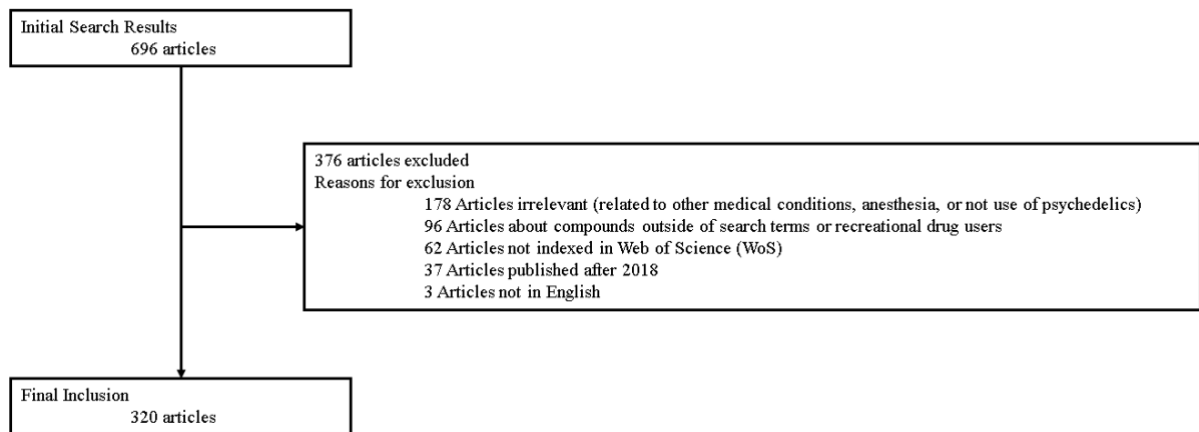 Initial Search Results
696 articles
376 articles excluded
Reasons for exclusion
178 Articles irrelevant (related to other medical conditions, anesthesia, or not use of psychedelics)
96 Articles about compounds outside of search terms or recreational drug users
62 Articles not indexed in Web of Science (WoS)
37 Articles published after 2018
3 Articles not in English
Final Inclusion
320 articles